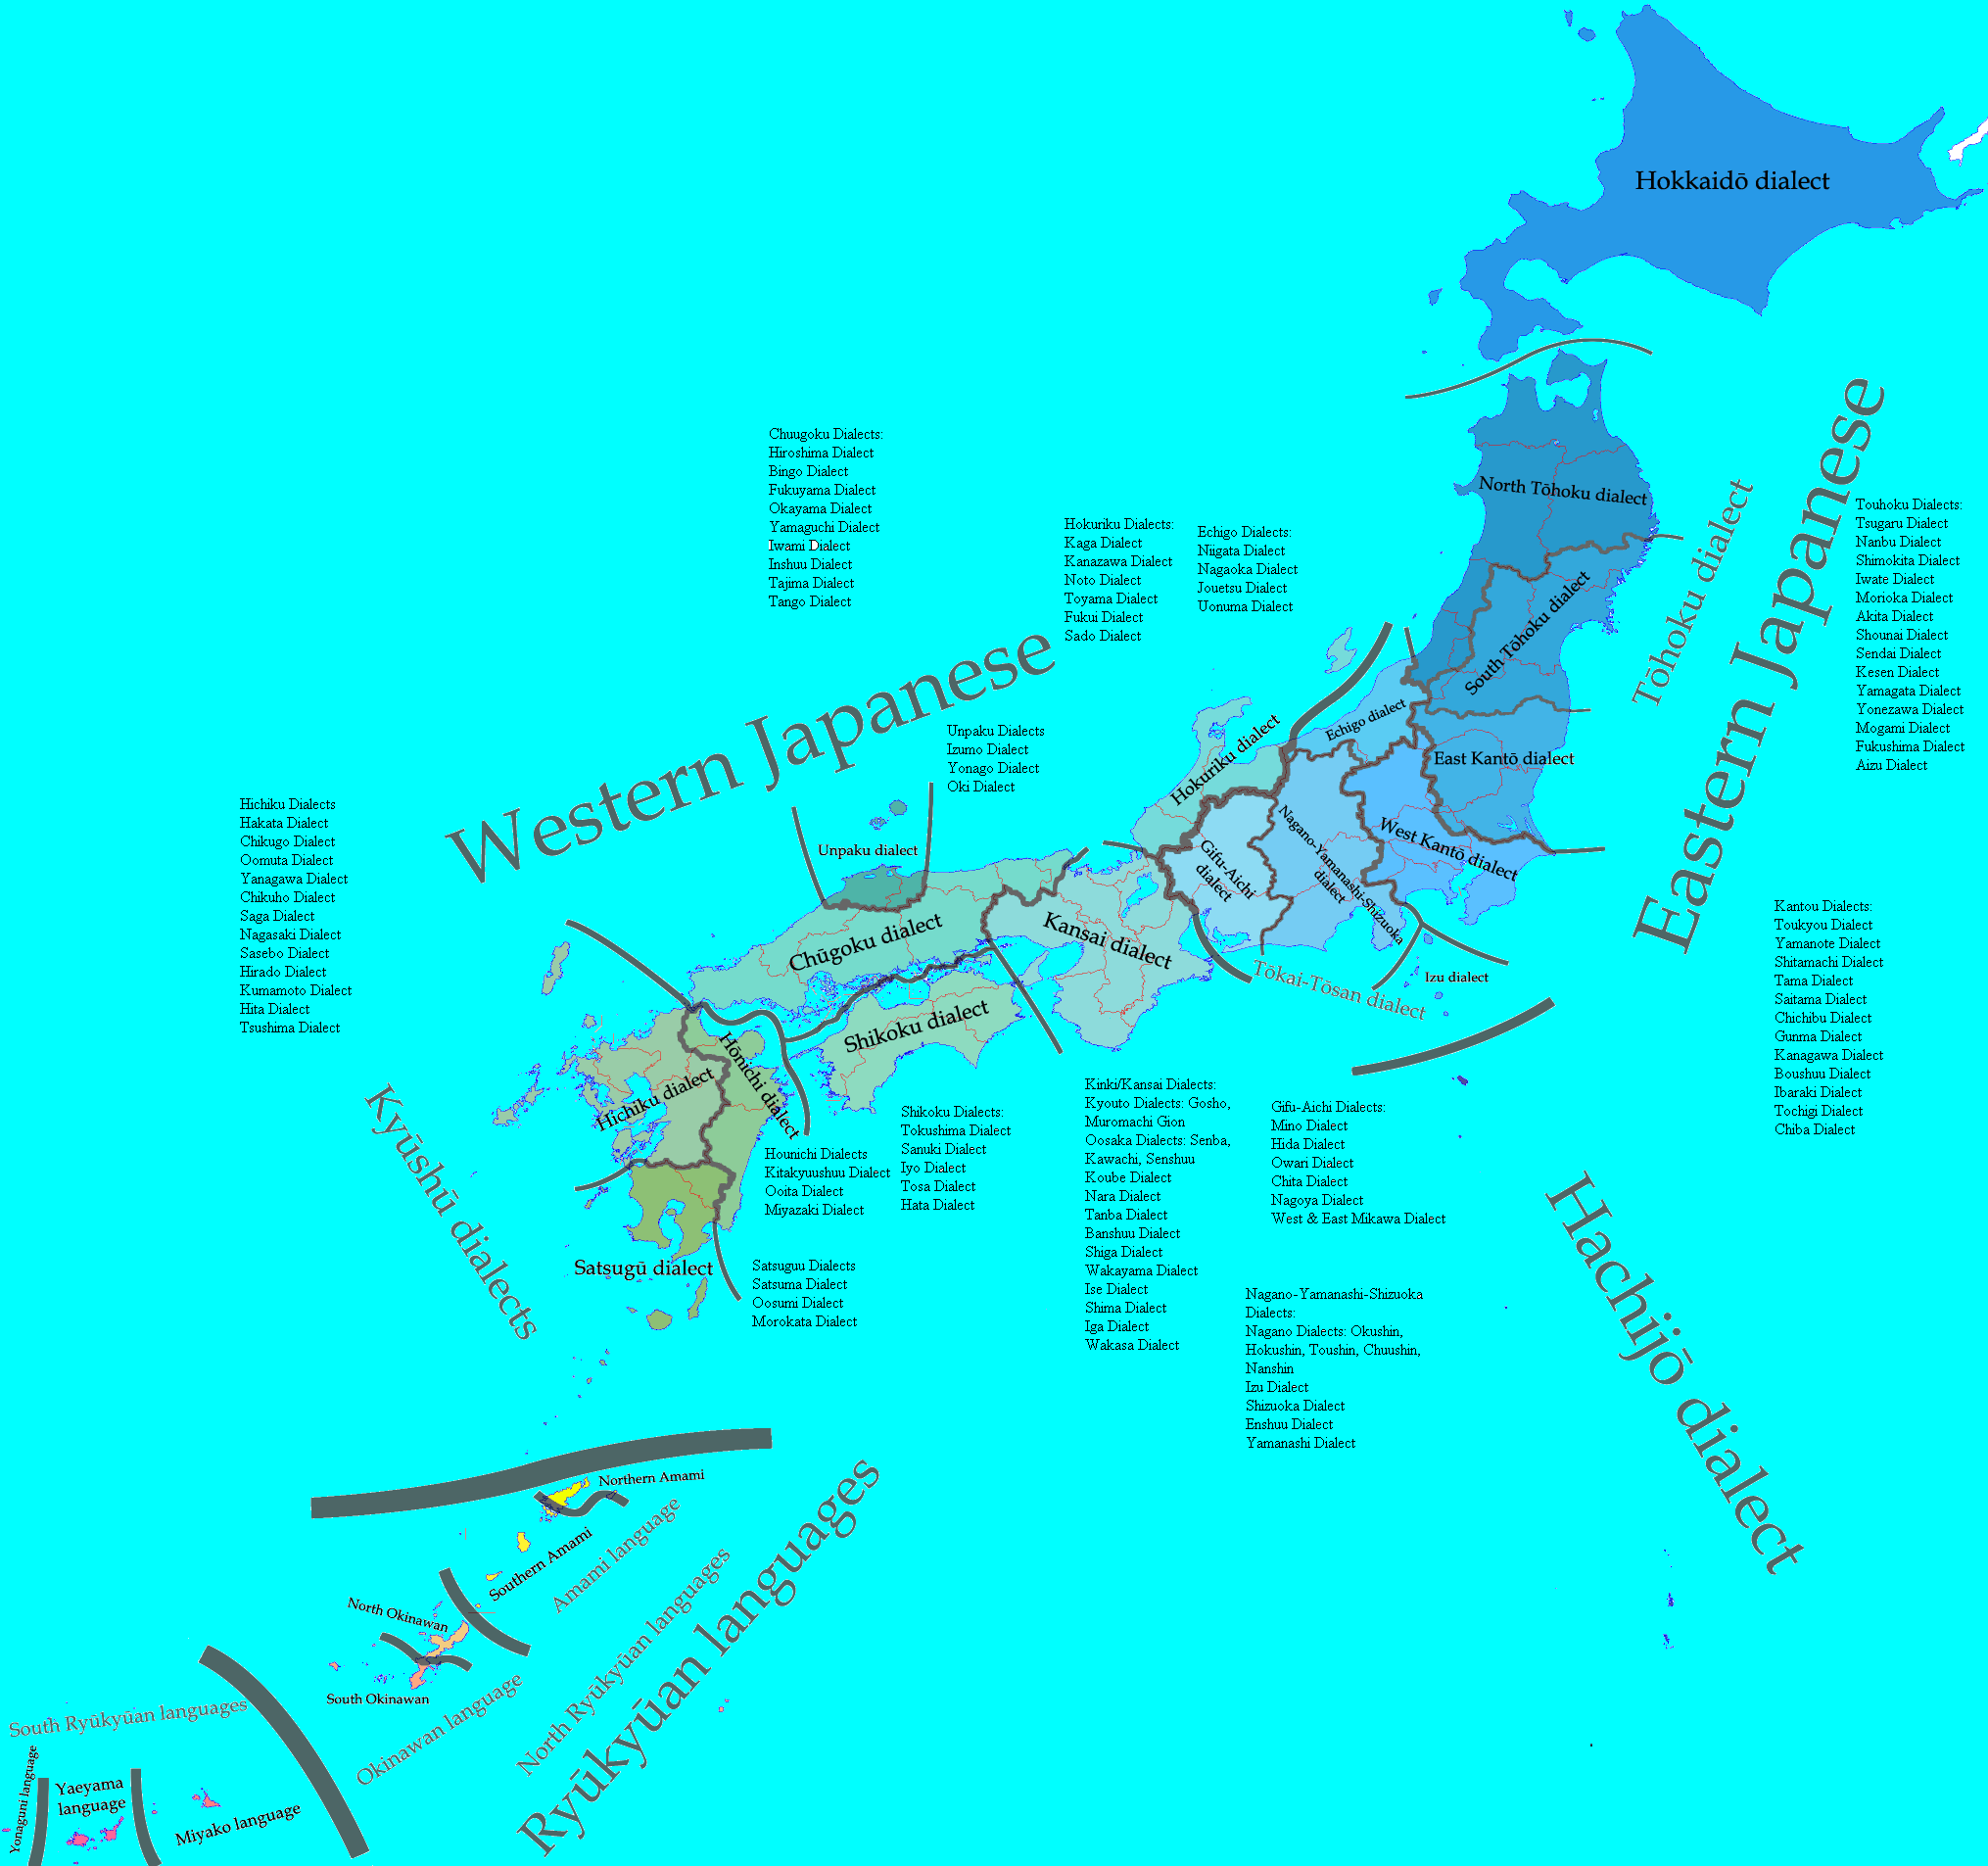 Hokkaidō dialect
Eastern Japanese
Tōhoku dialect
North Tōhoku dialect
South Tōhoku dialect
Touhoku Dialects:
Tsugaru Dialect
Nanbu Dialect
Shimokita Dialect
Iwate Dialect
Morioka Dialect
Akita Dialect
Shounai Dialect
Sendai Dialect
Kesen Dialect
Yamagata Dialect
Yonezawa Dialect
Mogami Dialect
Fukushima Dialect
Aizu Dialect
Chuugoku Dialects:
Hiroshima Dialect
Bingo Dialect
Fukuyama Dialect
Okayama Dialect
Yamaguchi Dialect
Iwami Dialect
Inshuu Dialect
Tajima Dialect
Tango Dialect
Hokuriku Dialects:
Kaga Dialect
Kanazawa Dialect
Noto Dialect
Toyama Dialect
Fukui Dialect
Sado Dialect
Echigo Dialects:
Niigata Dialect
Nagaoka Dialect
Jouetsu Dialect
Uonuma Dialect
Western Japanese
Unpaku Dialects
Izumo Dialect
Yonago Dialect
Oki Dialect
Hokuriku dialect
Echigo dialect
East Kantō dialect
West Kantō dialect
Nagano-Yamanashi-Shizuoka
dialect
Gifu-Aichi
dialect
Unpaku dialect
Chūgoku dialect
Kansai dialect
Tōkai-Tōsan dialect
Izu dialect
Shikoku dialect
Hichiku Dialects
Hakata Dialect
Chikugo Dialect
Oomuta Dialect
Yanagawa Dialect
Chikuho Dialect
Saga Dialect
Nagasaki Dialect
Sasebo Dialect
Hirado Dialect
Kumamoto Dialect
Hita Dialect
Tsushima Dialect
Kantou Dialects:
Toukyou Dialect
Yamanote Dialect
Shitamachi Dialect
Tama Dialect
Saitama Dialect
Chichibu Dialect
Gunma Dialect
Kanagawa Dialect
Boushuu Dialect
Ibaraki Dialect
Tochigi Dialect
Chiba Dialect
Hōnichi dialect
Hichiku dialect
Kyūshū dialects
Satsugū dialect
Hounichi Dialects
Kitakyuushuu Dialect
Ooita Dialect
Miyazaki Dialect
Shikoku Dialects:
Tokushima Dialect
Sanuki Dialect
Iyo Dialect
Tosa Dialect
Hata Dialect
Satsuguu Dialects
Satsuma Dialect
Oosumi Dialect
Morokata Dialect
Kinki/Kansai Dialects:
Kyouto Dialects: Gosho,
Muromachi Gion
Oosaka Dialects: Senba,
Kawachi, Senshuu
Koube Dialect
Nara Dialect
Tanba Dialect
Banshuu Dialect
Shiga Dialect
Wakayama Dialect
Ise Dialect
Shima Dialect
Iga Dialect
Wakasa Dialect
Gifu-Aichi Dialects:
Mino Dialect
Hida Dialect
Owari Dialect
Chita Dialect
Nagoya Dialect
West & East Mikawa Dialect
Nagano-Yamanashi-Shizuoka
Dialects:
Nagano Dialects: Okushin,
Hokushin, Toushin, Chuushin,
Nanshin
Izu Dialect
Shizuoka Dialect
Enshuu Dialect
Yamanashi Dialect
Hachijō dialect
Northern Amami
Southern Amami
Amami language
North Okinawan
South Okinawan
Okinawan language
North Ryūkyūan languages
Ryūkyūan languages
South Ryūkyūan languages
Yonaguni language
Yaeyama
language
Miyako language